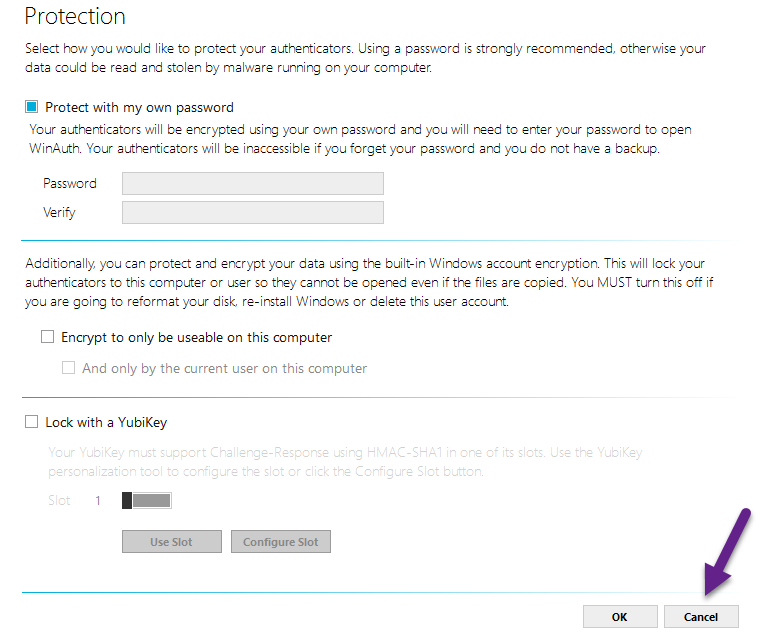 Protection
Select how you would like to protect your authenticators. Using a password is strongly recommended, otherwise your
data could be read and stolen by malware running on your computer.
Protect with my own password
Your authenticators will be encrypted using your own password and you will need to enter your password to open
WinAuth. Your authenticators will be inaccessible if you forget your password and you do not have a backup.
Password
Verify
Additionally, you can protect and encrypt your data using the built-in Windows account encryption. This will lock your
authenticators to this computer or user so they cannot be opened even if the files are copied. You MUST turn this off if
you are going to reformat your disk, re-install Windows or delete this user account.
Encrypt to only be useable on this computer
And only by the current user on this computer
Lock with a YubiKey
Your YubiKey must support Challenge-Response using HMAC-SHA1 in one of its slots. Use the YubiKey
personalization tool to configure the slot or click the Configure Slot button.
Slot 1
Use Slot Configure Slot
OK Cancel